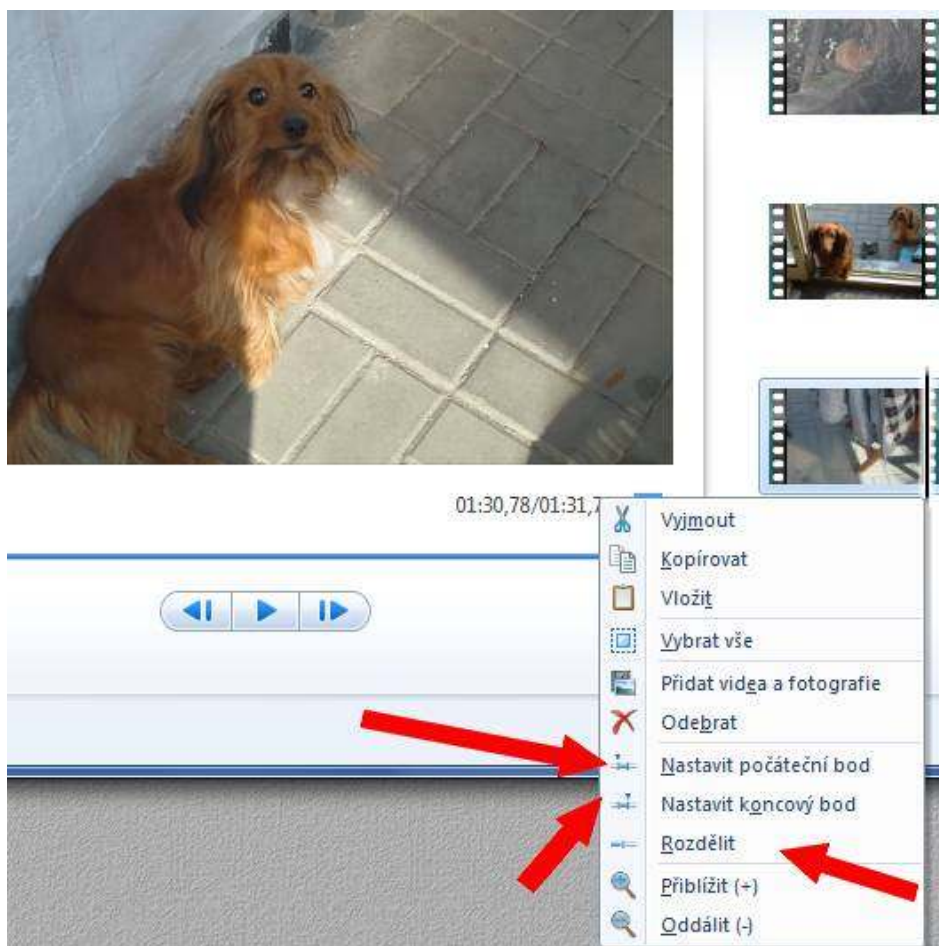 01:30,78/01:31,7
Vyjmout
Kopírovat
Vložit
Vybrat vše
Přidat videa a fotografie
Odebrat
Nastavit počáteční bod
Nastavit koncový bod
Rozdělit
Přiblížit (+)
Oddálit (-)